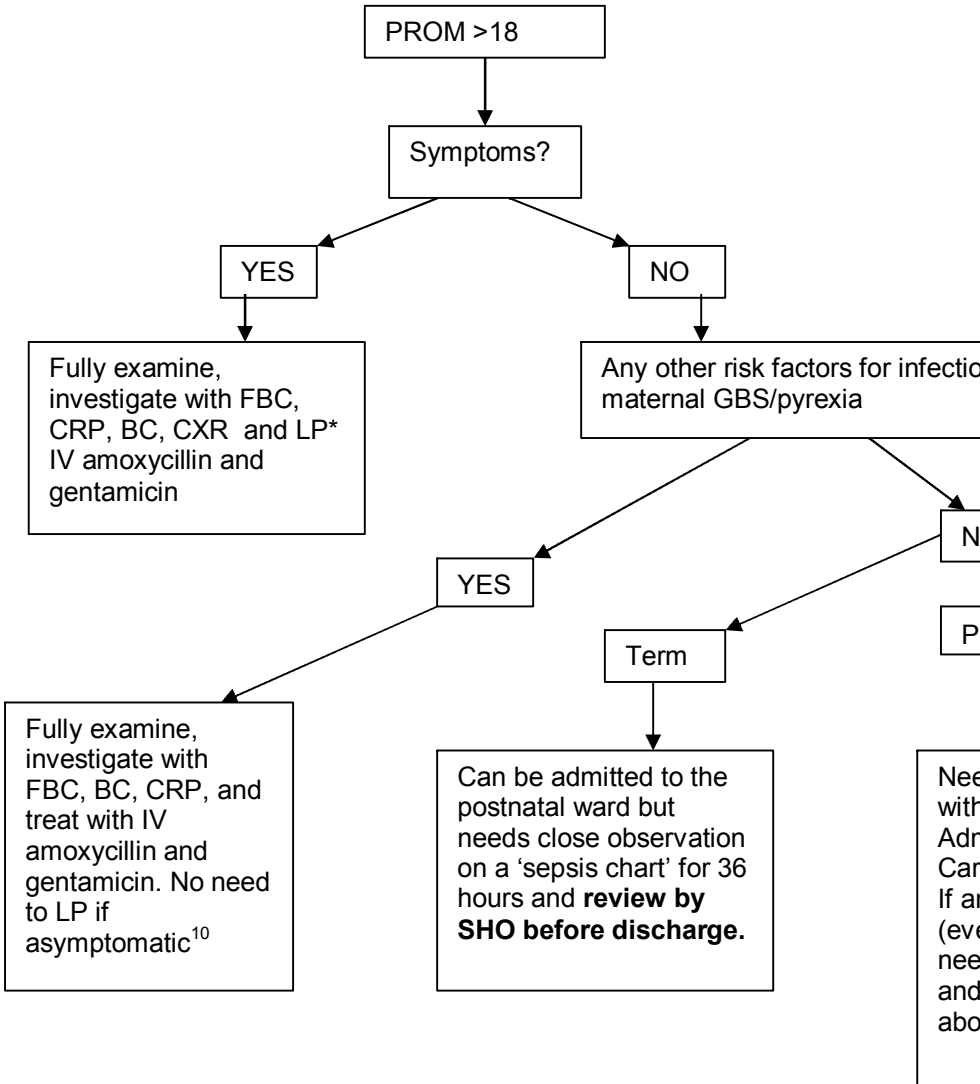 PROM >18
Symptoms?
YES
NO
Fully examine,
investigate with FBC,
CRP, BC, CXR and LP*
IV amoxycillin and
gentamicin
Any other risk factors for
maternal GBS/pyrexia
YES
Term
Fully examine,
investigate with
FBC, BC, CRP, and
treat with IV
amoxycillin and
gentamicin. No need
to LP if
asymptomatic10
Can be admitted to the
postnatal ward but
needs close observation
on a ‘sepsis chart’ for 36
hours and review by
SHO before discharge.
If